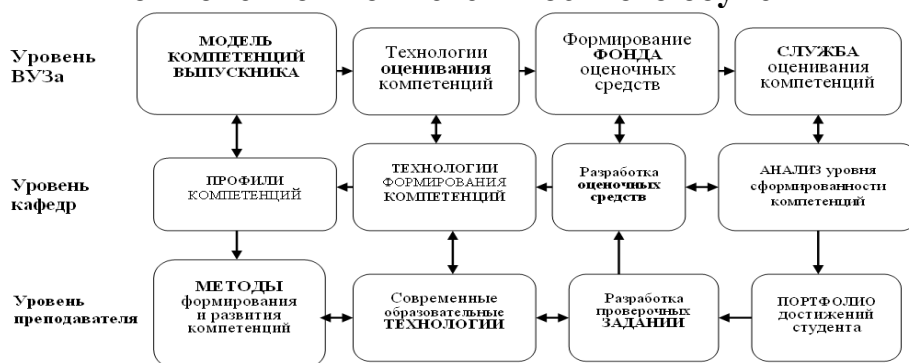 Уровень
ВУЗа
МОДЕЛЬ
КОМПЕТЕНЦИЙ
ВЫПУСКНИКА
Технологии
оценивания
компетенций
Формирование
ФОНДА
оценочных
средств
СЛУЖБА
оценивания
компетенций
Уровень
кафедр
ПРОФИЛИ
КОМПЕТЕНЦИЙ
ТЕХНОЛОГИИ
ФОРМИРОВАНИЯ
КОМПЕТЕНЦИЙ
Разработка
оценочных
средств
АНАЛИЗ уровня
сформированности
компетенций
Уровень
преподавателя
МЕТОДЫ
формирования
и развития
компетенций
Современные
образовательные
ТЕХНОЛОГИИ
Разработка
проверочных
ЗАДАНИЙ
ПОРТФОЛИО
достижений
студента